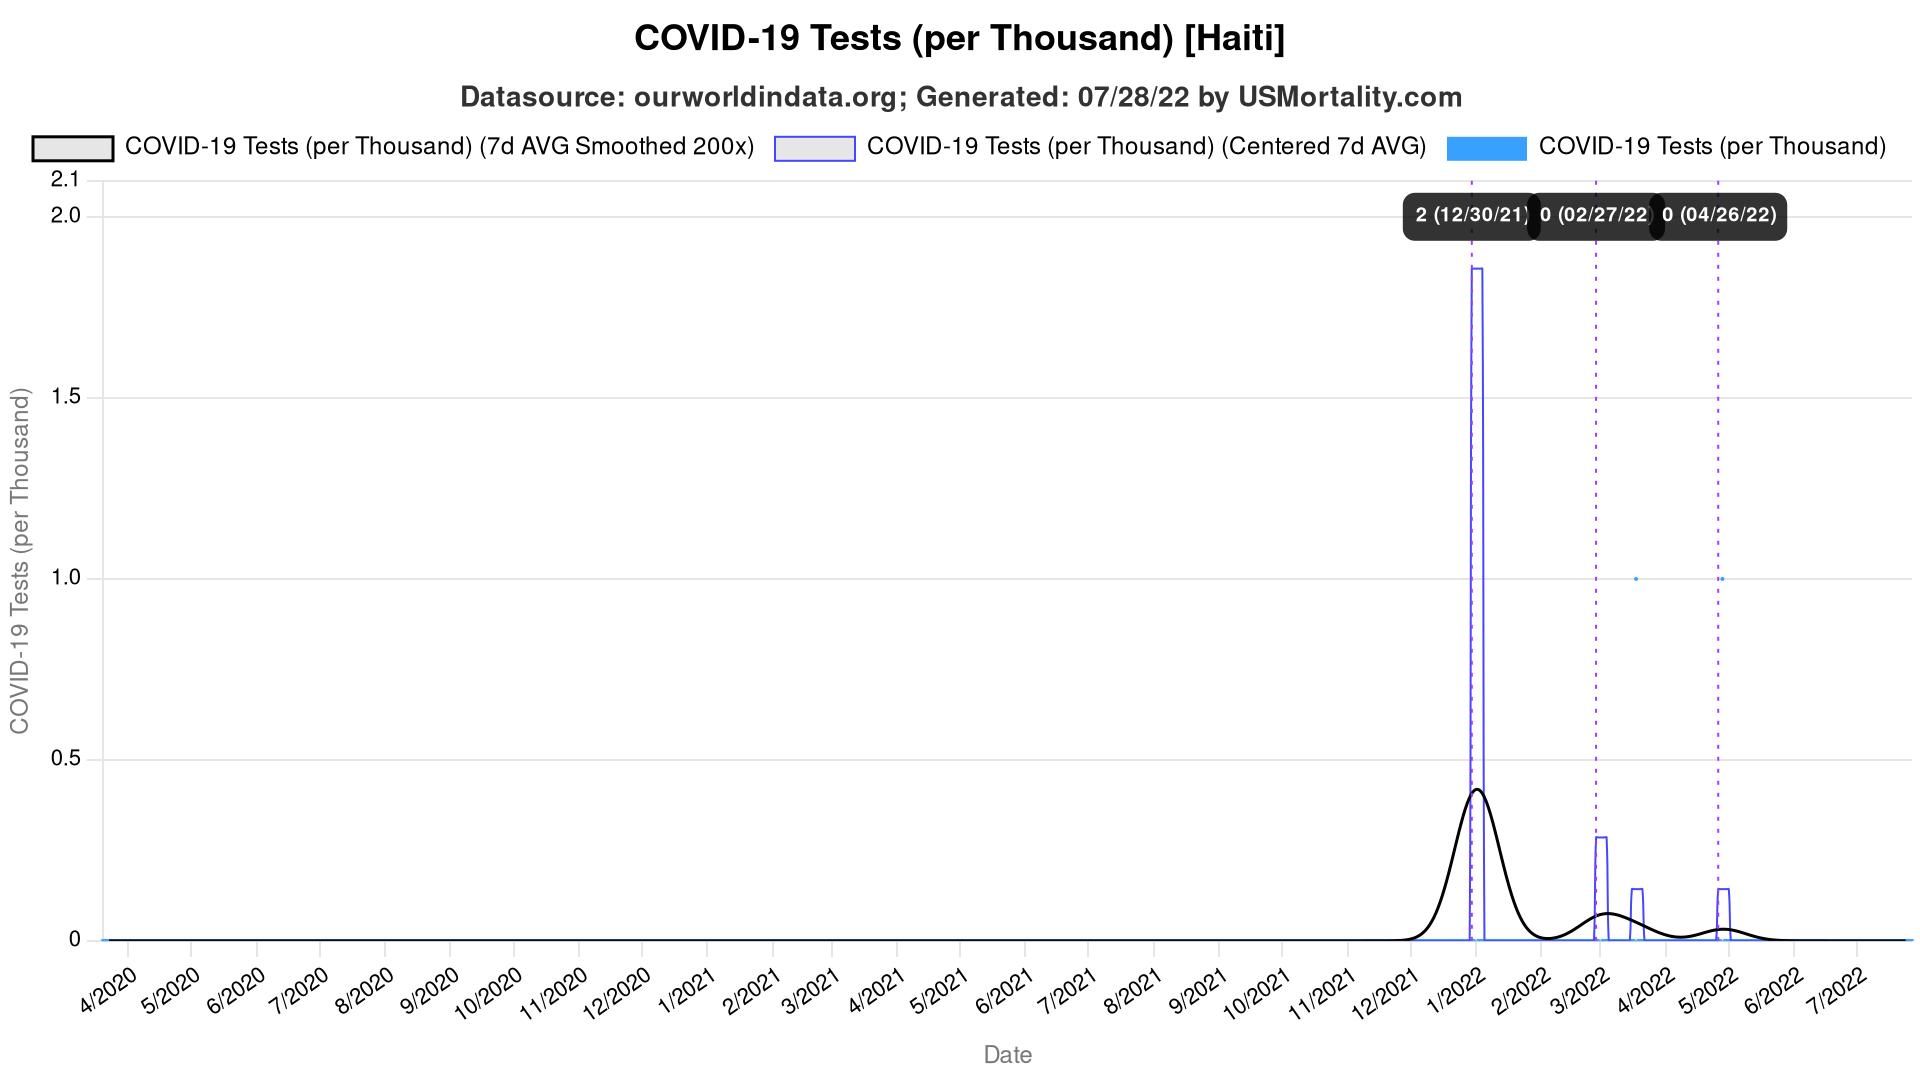 COVID-19 Tests (per Thousand) [Haiti]
Datasource: ourworldindata.org; Generated: 07/28/22 by USMortality.com
COVID-19 Tests (per Thousand) (7d AVG Smoothed 200x) COVID-19 Tests (per Thousand) (Centered 7d AVG) COVID-19 Tests (per Thousand)
2.1
2 (12/30/21) 0 (02/27/22) 0 (04/26/22)
2.0
1.5
1.0
0.5
0
COVID-19 Tests (per Thousand)
4/2020 5/2020 6/2020 7/2020 8/2020 9/2020 10/2020 11/2020 12/2020 1/2021 2/2021 3/2021 4/2021 5/2021 6/2021 7/2021 8/2021 9/2021 10/2021 11/2021 12/2021 1/2022 2/2022 3/2022 4/2022 5/2022 6/2022 7/2022
Date